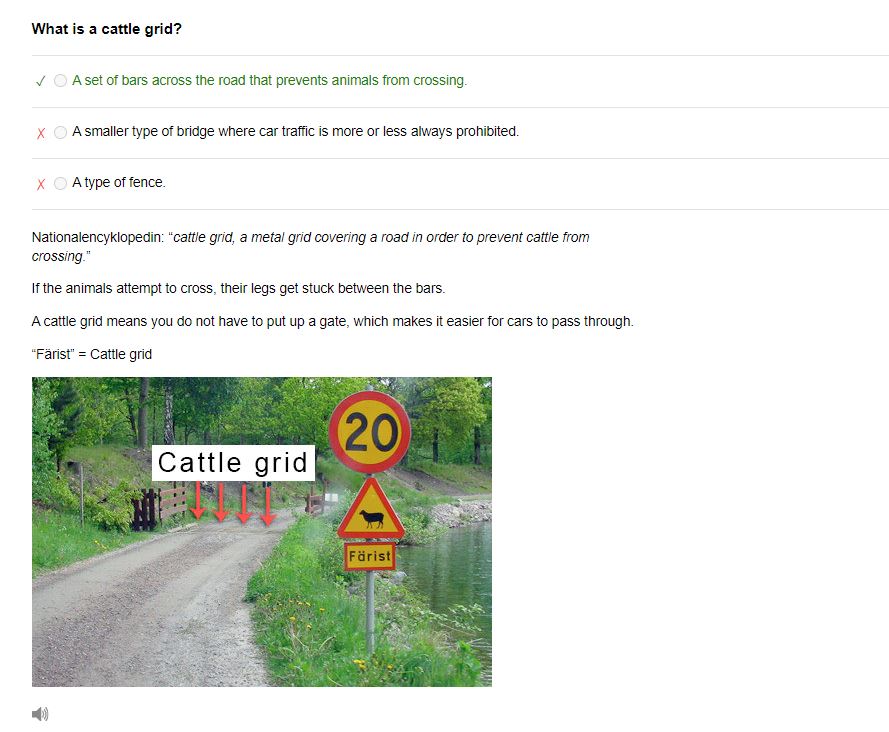 What is a cattle grid?
✓ A set of bars across the road that prevents animals from crossing.
X A smaller type of bridge where car traffic is more or less always prohibited.
X A type of fence.
Nationalencyklopedin: “cattle grid, a metal grid covering a road in order to prevent cattle from
crossing.”
If the animals attempt to cross, their legs get stuck between the bars.
A cattle grid means you do not have to put up a gate, which makes it easier for cars to pass through.
“Färist” = Cattle grid
20
Cattle grid
Färist